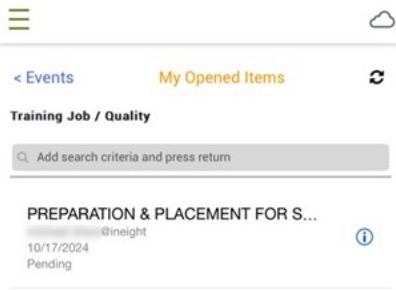 < Events
My Opened Items
Training Job / Quality
Add search criteria and press return
PREPARATION & PLACEMENT FOR S...
@ineight
10/17/2024
Pending